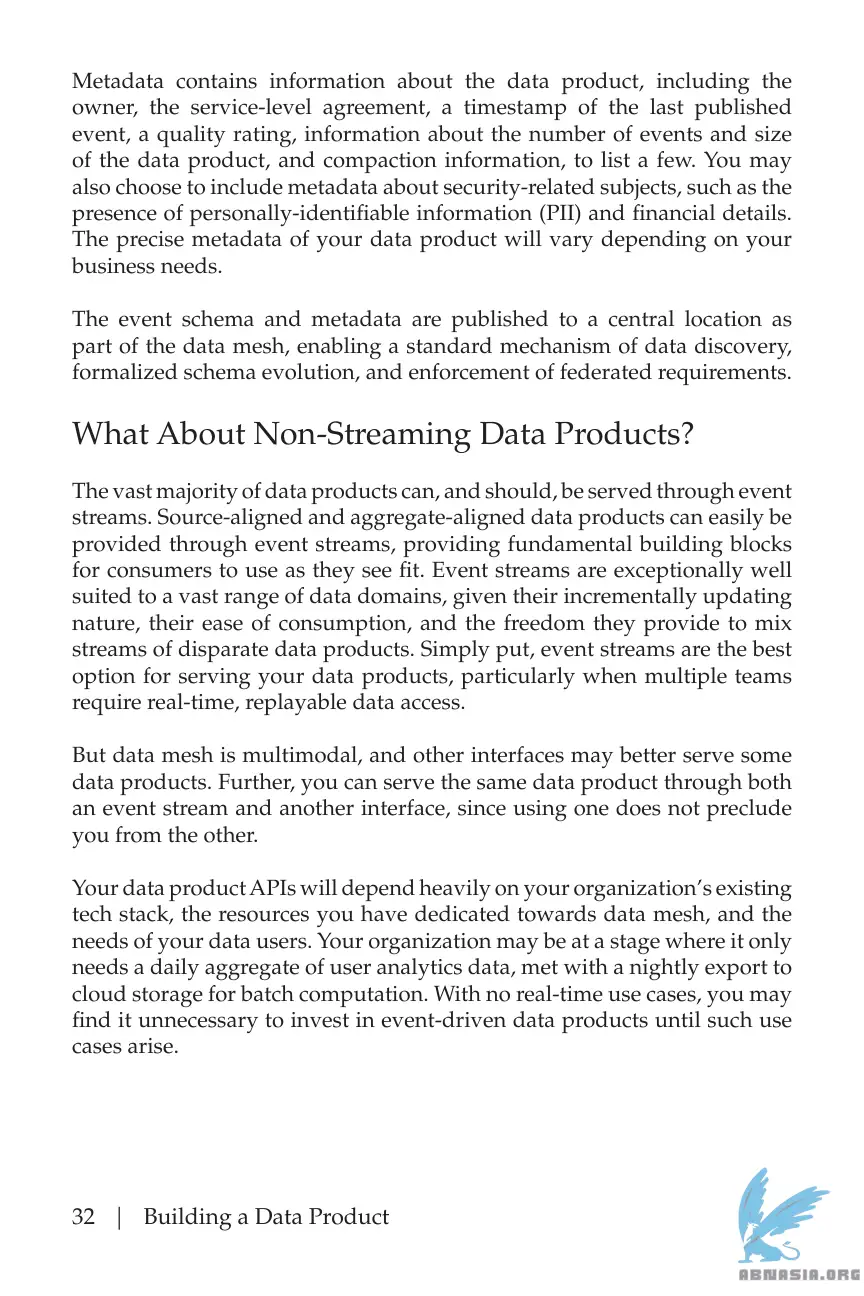 Metadata contains information about the data product, including the
owner, the service-level agreement, a timestamp of the last published
event, a quality rating, information about the number of events and size
of the data product, and compaction information, to list a few. You may
also choose to include metadata about security-related subjects, such as the
presence of personally-identifiable information (PII) and financial details.
The precise metadata of your data product will vary depending on your
business needs.
The event schema and metadata are published to a central location as
part of the data mesh, enabling a standard mechanism of data discovery,
formalized schema evolution, and enforcement of federated requirements.
What About Non-Streaming Data Products?
The vast majority of data products can, and should, be served through event
streams. Source-aligned and aggregate-aligned data products can easily be
provided through event streams, providing fundamental building blocks
for consumers to use as they see fit. Event streams are exceptionally well
suited to a vast range of data domains, given their incrementally updating
nature, their ease of consumption, and the freedom they provide to mix
streams of disparate data products. Simply put, event streams are the best
option for serving your data products, particularly when multiple teams
require real-time, replayable data access.
But data mesh is multimodal, and other interfaces may better serve some
data products. Further, you can serve the same data product through both
an event stream and another interface, since using one does not preclude
you from the other.
Your data product APIs will depend heavily on your organization’s existing
tech stack, the resources you have dedicated towards data mesh, and the
needs of your data users. Your organization may be at a stage where it only
needs a daily aggregate of user analytics data, met with a nightly export to
cloud storage for batch computation. With no real-time use cases, you may
find it unnecessary to invest in event-driven data products until such use
cases arise.
32 | Building a Data Product
ABNASIA.ORG